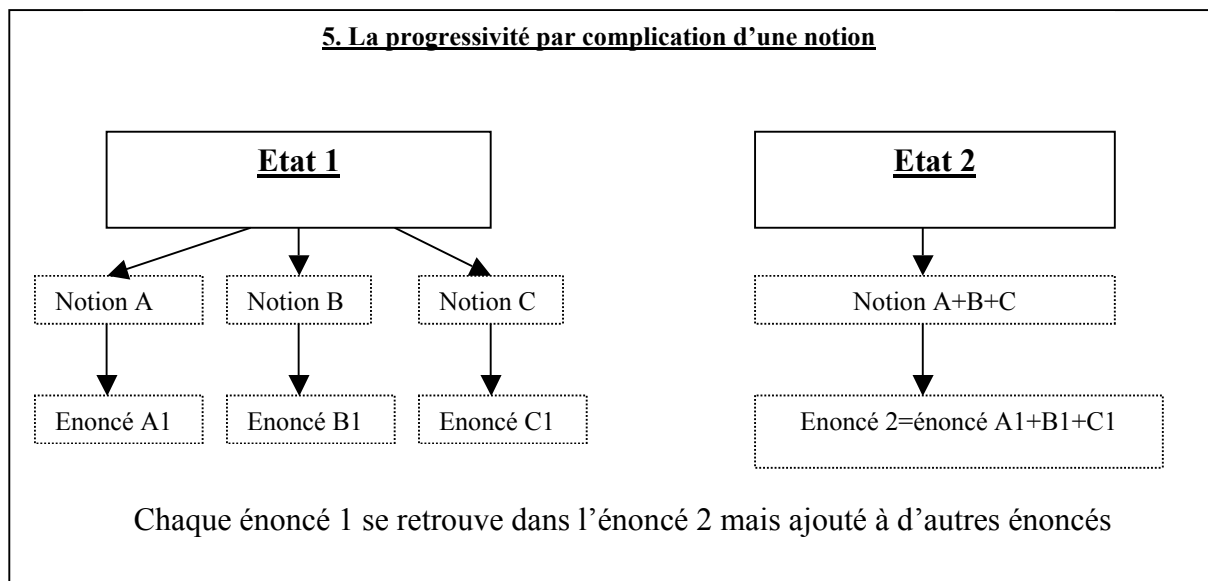 5. La progressivité par complication d’une notion
Etat 1
Etat 2
Notion A
Notion B
Notion C
Notion A+B+C
Enoncé A1
Enoncé B1
Enoncé C1
Enoncé 2=énoncé A1+B1+C1
Chaque énoncé 1 se retrouve dans l’énoncé 2 mais ajouté à d’autres énoncés